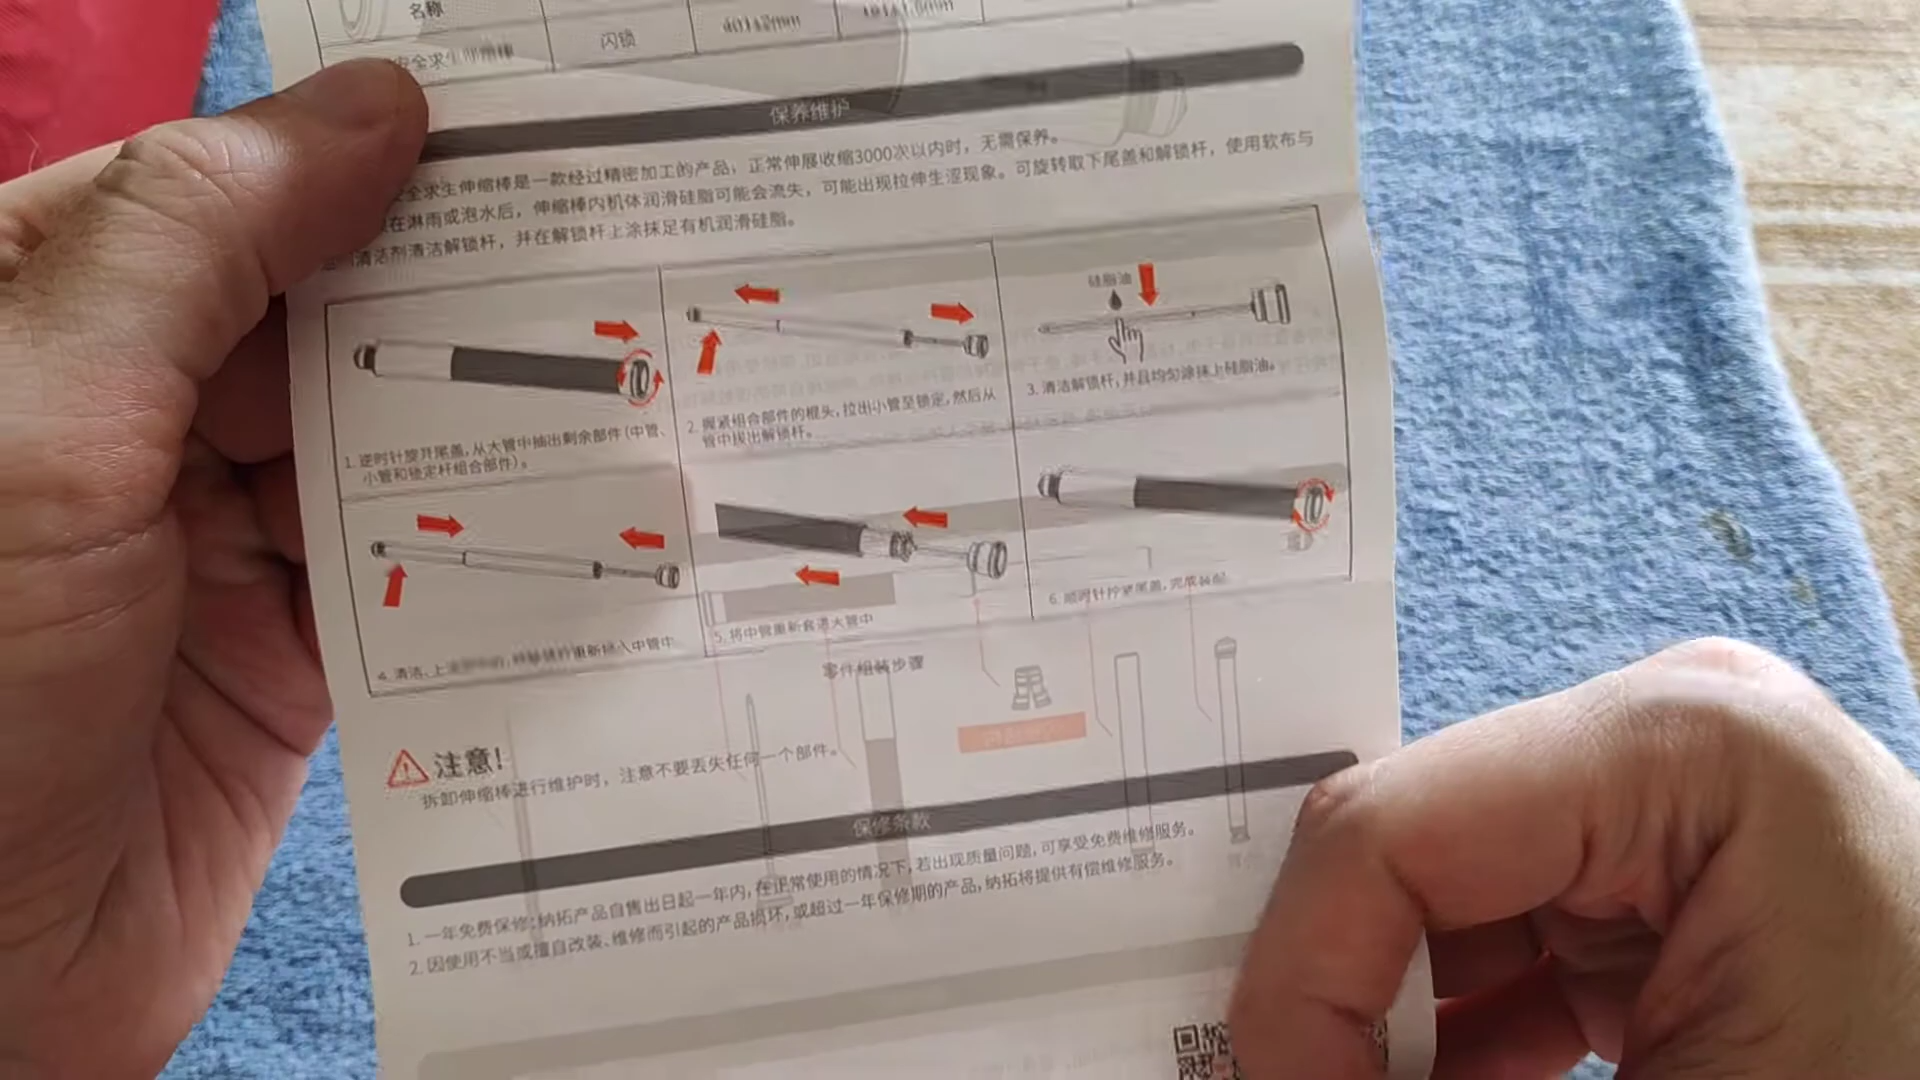 名称
安全求生伸缩棒 闪锁
保养维护
安全求生伸缩棒是一款经过精密加工的产品，正常伸展收缩3000次以内时，无需保养。
在淋雨或泡水后，伸缩棒内机体润滑硅脂可能会流失，可能出现拉伸生涩现象。可旋转取下尾盖和解锁杆，使用软布与
清洁剂清洁解锁杆，并在解锁杆上涂抹足有机润滑硅脂。
1. 逆时针旋开尾盖，从大管中抽出剩余部件（中管、
小管和锁定杆组合部件）。
2. 握紧组合部件的棍头，拉出小管至锁定，然后从
管中拔出解锁杆。
硅脂油
3. 清洁解锁杆，并且均匀涂抹上硅脂油。
4. 清洁、上 重新插入中管中
5. 将中管重新套进大管中
6. 顺时针拧紧尾盖，完成装配
零件组装步骤
注意!
拆卸伸缩棒进行维护时，注意不要丢失任何一个部件。
保修条款
1. 一年免费保修:纳拓产品自售出日起一年内，在正常使用的情况下，若出现质量问题，可享受免费维修服务。
2. 因使用不当或擅自改装、维修而引起的产品损坏，或超过一年保修期的产品，纳拓将提供有偿维修服务。